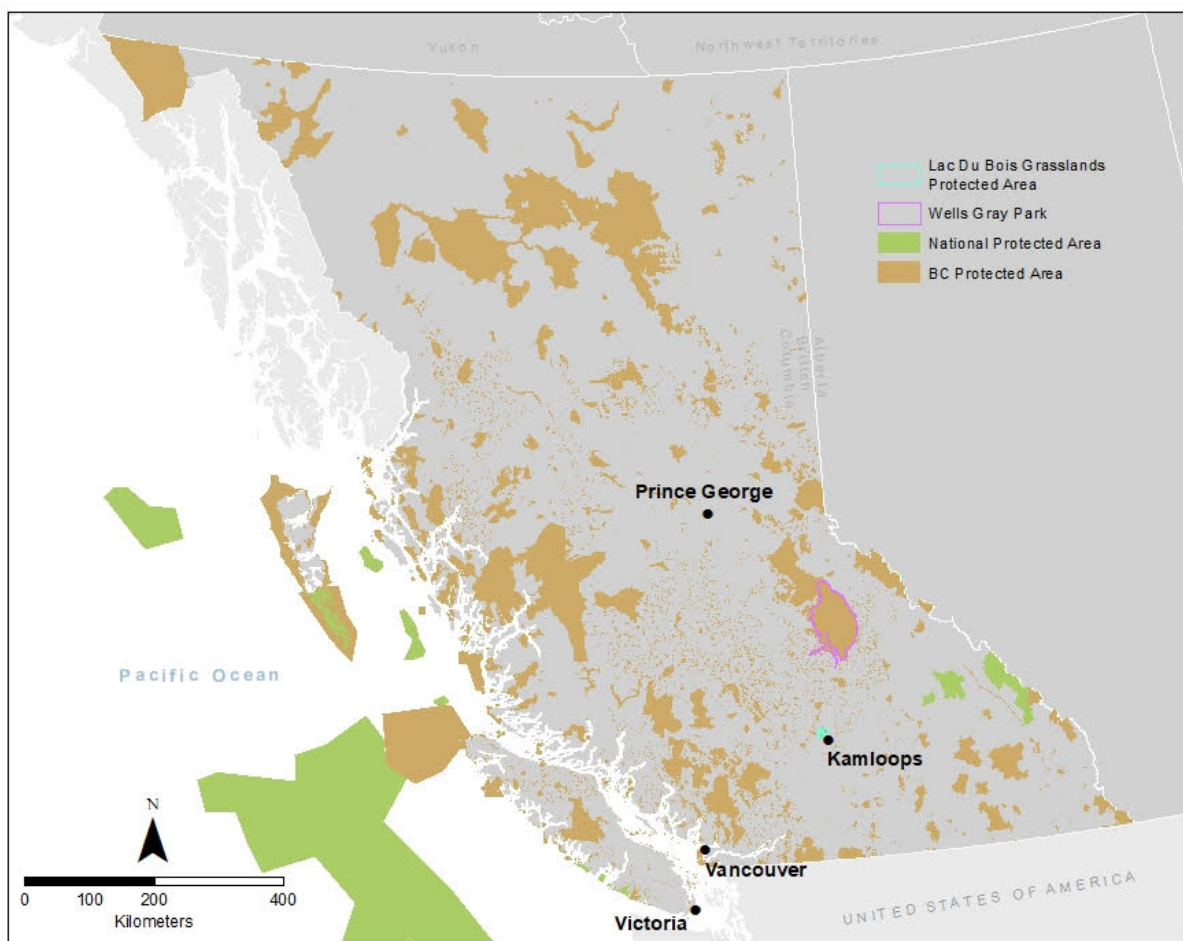 Yukon
Northwest Territories
Lac Du Bois Grasslands
Protected Area
Wells Gray Park
National Protected Area
BC Protected Area
Alberta
British
Columbia
Prince George
Pacific Ocean
Kamloops
N
Vancouver
0 100 200 400
Kilometers
UNITED STATES OF AMERICA
Victoria